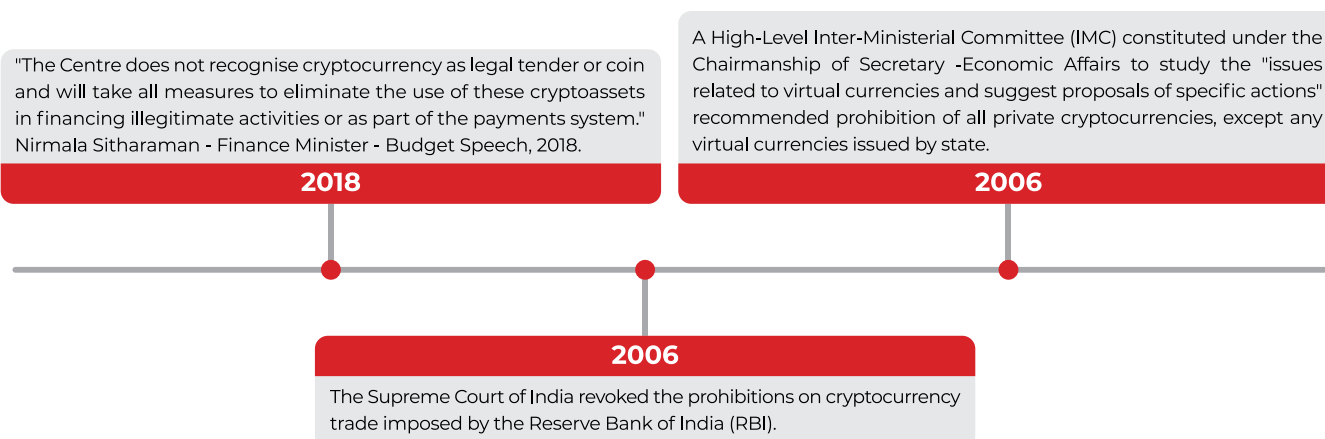 "The Centre does not recognise cryptocurrency as legal tender or coin
and will take all measures to eliminate the use of these cryptoassets
in financing illegitimate activities or as part of the payments system."
Nirmala Sitharaman - Finance Minister - Budget Speech, 2018.
2018
A High-Level Inter-Ministerial Committee (IMC) constituted under the
Chairmanship of Secretary -Economic Affairs to study the "issues
related to virtual currencies and suggest proposals of specific actions"
recommended prohibition of all private cryptocurrencies, except any
virtual currencies issued by state.
2006
2006
The Supreme Court of India revoked the prohibitions on cryptocurrency
trade imposed by the Reserve Bank of India (RBI).